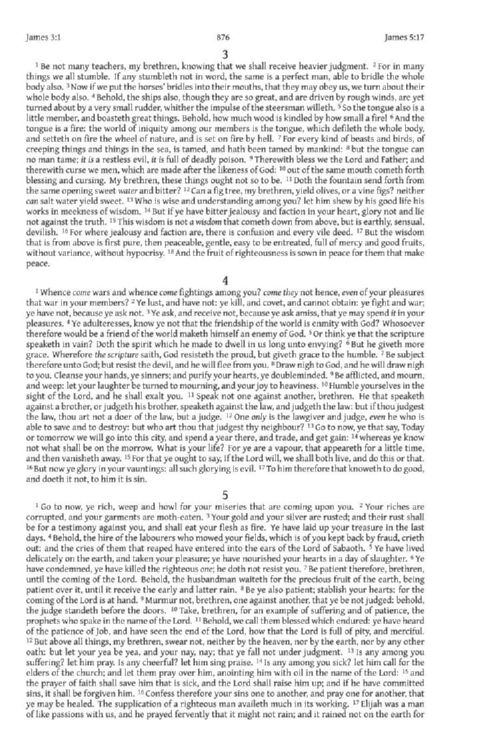 James 3:1 876 James 5:17
3
1 Be not many teachers, my brethren, knowing that we shall receive heavier judgment. 2 For in many
things we all stumble. If any stumbleth not in word, the same is a perfect man, able to bridle the whole
body also. 3 Now if we put the horses' bridles into their mouths, that they may obey us, we turn about their
whole body also. 4 Behold, the ships also, though they are so great, and are driven by rough winds, are yet
turned about by a very small rudder, whither the impulse of the steersman willeth. 5 So the tongue also is a
little member, and boasteth great things. Behold, how much wood is kindled by how small a fire! 6 And the
tongue is a fire: the world of iniquity among our members is the tongue, which defileth the whole body,
and setteth on fire the wheel of nature, and is set on fire by hell. 7 For every kind of beasts and birds, of
creeping things and things in the sea, is tamed, and hath been tamed by mankind: 8 but the tongue can
no man tame; it is a restless evil, it is full of deadly poison. 9 Therewith bless we the Lord and Father; and
therewith curse we men, which are made after the likeness of God: 10 out of the same mouth cometh forth
blessing and cursing. My brethren, these things ought not so to be. 11 Doth the fountain send forth from
the same opening sweet water and bitter? 12 Can a fig tree, my brethren, yield olives, or a vine figs? neither
can salt water yield sweet. 13 Who is wise and understanding among you? let him shew by his good life his
works in meekness of wisdom. 14 But if ye have bitter jealousy and faction in your heart, glory not and lie
not against the truth. 15 This wisdom is not a wisdom that cometh down from above, but is earthly, sensual,
devilish. 16 For where jealousy and faction are, there is confusion and every vile deed. 17 But the wisdom
that is from above is first pure, then peaceable, gentle, easy to be entreated, full of mercy and good fruits,
without variance, without hypocrisy. 18 And the fruit of righteousness is sown in peace for them that make
peace.
4
1 Whence come wars and whence come fightings among you? come they not hence, even of your pleasures
that war in your members? 2 Ye lust, and have not: ye kill, and covet, and cannot obtain: ye fight and war;
ye have not, because ye ask not. 3 Ye ask, and receive not, because ye ask amiss, that ye may spend it in your
pleasures. 4 Ye adulteresses, know ye not that the friendship of the world is enmity with God? Whosoever
therefore would be a friend of the world maketh himself an enemy of God. 5 Or think ye that the scripture
speaketh in vain? Doth the spirit which he made to dwell in us long unto envying? 6 But he giveth more
grace. Wherefore the scripture saith, God resisteth the proud, but giveth grace to the humble. 7 Be subject
therefore unto God; but resist the devil, and he will flee from you. 8 Draw nigh to God, and he will draw nigh
to you. Cleanse your hands, ye sinners; and purify your hearts, ye doubleminded. 9 Be afflicted, and mourn,
and weep: let your laughter be turned to mourning, and your joy to heaviness. 10 Humble yourselves in the
sight of the Lord, and he shall exalt you. 11 Speak not one against another, brethren. He that speaketh
against a brother, or judgeth his brother, speaketh against the law, and judgeth the law: but if thou judgest
the law, thou art not a doer of the law, but a judge. 12 One only is the lawgiver and judge, even he who is
able to save and to destroy: but who art thou that judgest thy neighbour? 13 Go to now, ye that say, Today
or tomorrow we will go into this city, and spend a year there, and trade, and get gain: 14 whereas ye know
not what shall be on the morrow. What is your life? For ye are a vapour, that appeareth for a little time,
and then vanisheth away. 15 For that ye ought to say, If the Lord will, we shall both live, and do this or that.
16 But now ye glory in your vauntings: all such glorying is evil. 17 To him therefore that knoweth to do good,
and doeth it not, to him it is sin.
5
1 Go to now, ye rich, weep and howl for your miseries that are coming upon you. 2 Your riches are
corrupted, and your garments are moth-eaten. 3 Your gold and your silver are rusted; and their rust shall
be for a testimony against you, and shall eat your flesh as fire. Ye have laid up your treasure in the last
days. 4 Behold, the hire of the labourers who mowed your fields, which is of you kept back by fraud, crieth
out: and the cries of them that reaped have entered into the ears of the Lord of Sabaoth. 5 Ye have lived
delicately on the earth, and taken your pleasure; ye have nourished your hearts in a day of slaughter. 6 Ye
have condemned, ye have killed the righteous one; he doth not resist you. 7 Be patient therefore, brethren,
until the coming of the Lord. Behold, the husbandman waiteth for the precious fruit of the earth, being
patient over it, until it receive the early and latter rain. 8 Be ye also patient; stablish your hearts: for the
coming of the Lord is at hand. 9 Murmur not, brethren, one against another, that ye be not judged: behold,
the judge standeth before the doors. 10 Take, brethren, for an example of suffering and of patience, the
prophets who spake in the name of the Lord. 11 Behold, we call them blessed which endured: ye have heard
of the patience of Job, and have seen the end of the Lord, how that the Lord is full of pity, and merciful.
12 But above all things, my brethren, swear not, neither by the heaven, nor by the earth, nor by any other
oath: but let your yea be yea, and your nay, nay; that ye fall not under judgment. 13 Is any among you
suffering? let him pray. Is any cheerful? let him sing praise. 14 Is any among you sick? let him call for the
elders of the church; and let them pray over him, anointing him with oil in the name of the Lord: 15 and
the prayer of faith shall save him that is sick, and the Lord shall raise him up; and if he have committed
sins, it shall be forgiven him. 16 Confess therefore your sins one to another, and pray one for another, that
ye may be healed. The supplication of a righteous man availeth much in its working. 17 Elijah was a man
of like passions with us, and he prayed fervently that it might not rain; and it rained not on the earth for